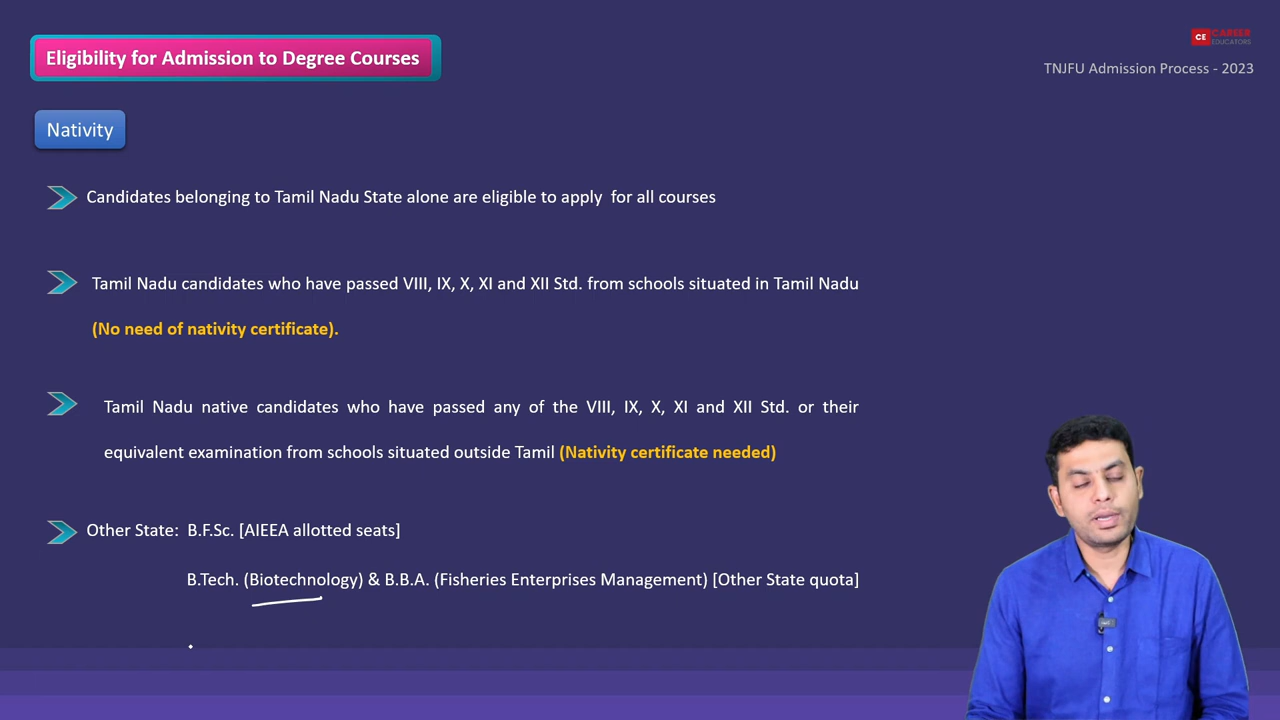 Eligibility for Admission to Degree Courses
CE CAREER
EDUCATORS
TNJFU Admission Process - 2023
Nativity
Candidates belonging to Tamil Nadu State alone are eligible to apply for all courses
Tamil Nadu candidates who have passed VIII, IX, X, XI and XII Std. from schools situated in Tamil Nadu
(No need of nativity certificate).
Tamil Nadu native candidates who have passed any of the VIII, IX, X, XI and XII Std. or their
equivalent examination from schools situated outside Tamil (Nativity certificate needed)
Other State: B.F.Sc. [AIEEA allotted seats]
B.Tech. (Biotechnology) & B.B.A. (Fisheries Enterprises Management) [Other State quota]